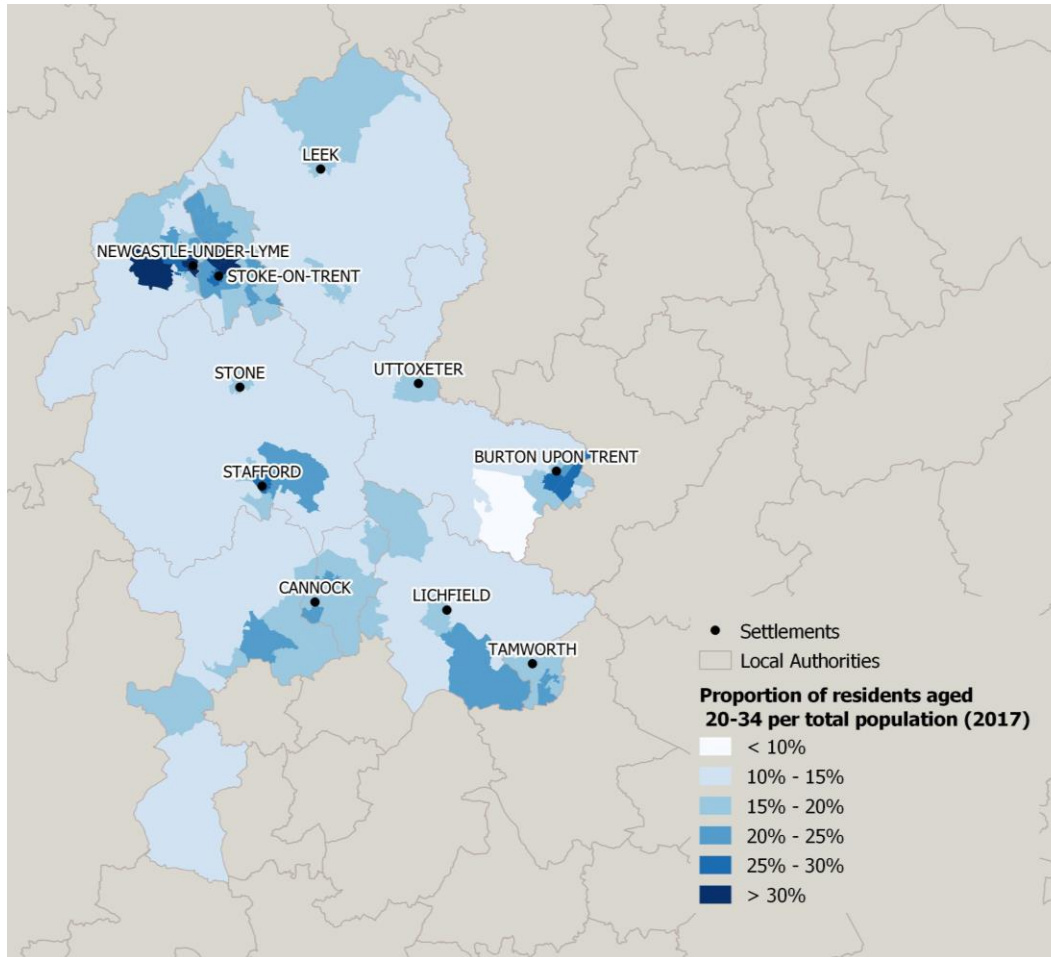 LEEK
NEWCASTLE-UNDER-LYME
STOKE-ON-TRENT
STONE
UTTOXETER
BURTON UPON TRENT
STAFFORD
CANNOCK
LICHFIELD
TAMWORTH
Settlements
Local Authorities
Proportion of residents aged
20-34 per total population (2017)
< 10%
10% - 15%
15% - 20%
20% - 25%
25% - 30%
> 30%